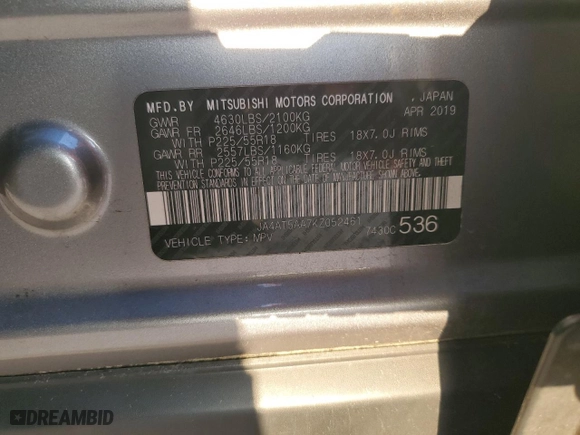 MFD.BY MITSUBISHI MOTORS CORPORATION , JAPAN
GVWR 4630LBS/2100KG APR 2019
GAWR FR 2646LBS/1200KG
WITH P225/55R18 TIRES 18X7.0J RIMS
GAWR RR 2557LBS/1160KG
WITH P225/55R18 TIRES 18X7.0J RIMS
THIS VEHICLE CONFORMS TO ALL APPLICABLE FEDERAL MOTOR VEHICLE SAFETY AND THEFT
PREVENTION STANDARDS IN EFFECT ON THE DATE OF MANUFACTURE SHOWN ABOVE.
JA4AT5AA7KZ052461 7430C 536
VEHICLE TYPE: MPV
DREAMBID